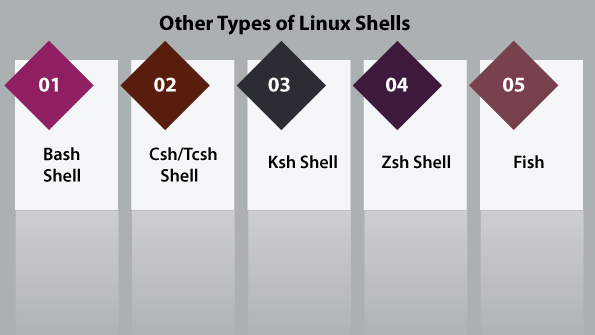 Other Types of Linux Shells
01
Bash
Shell
02
Csh/Tcsh
Shell
03
Ksh Shell
04
Zsh Shell
05
Fish